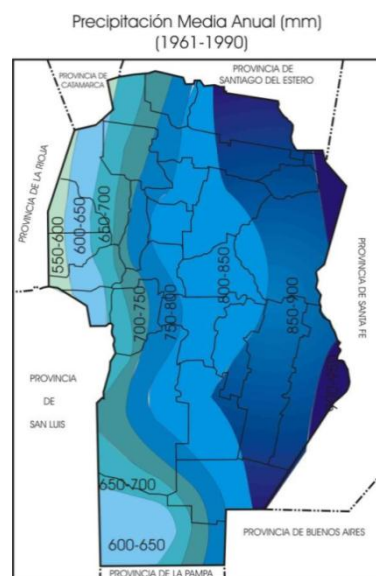 Precipitación Media Anual (mm)
(1961-1990)
PROVINCIA DE
CATAMARCA
PROVINCIA DE
SANTIAGO DEL ESTERO
PROVINCIA DE LA RIOJA
550-600
600-650
650-700
700-750
750-800
800-850
850-900
PROVINCIA DE SANTA FE
PROVINCIA
DE
SAN LUIS
650-700
600-650
PROVINCIA DE BUENOS AIRES
PROVINCIA DE LA PAMPA